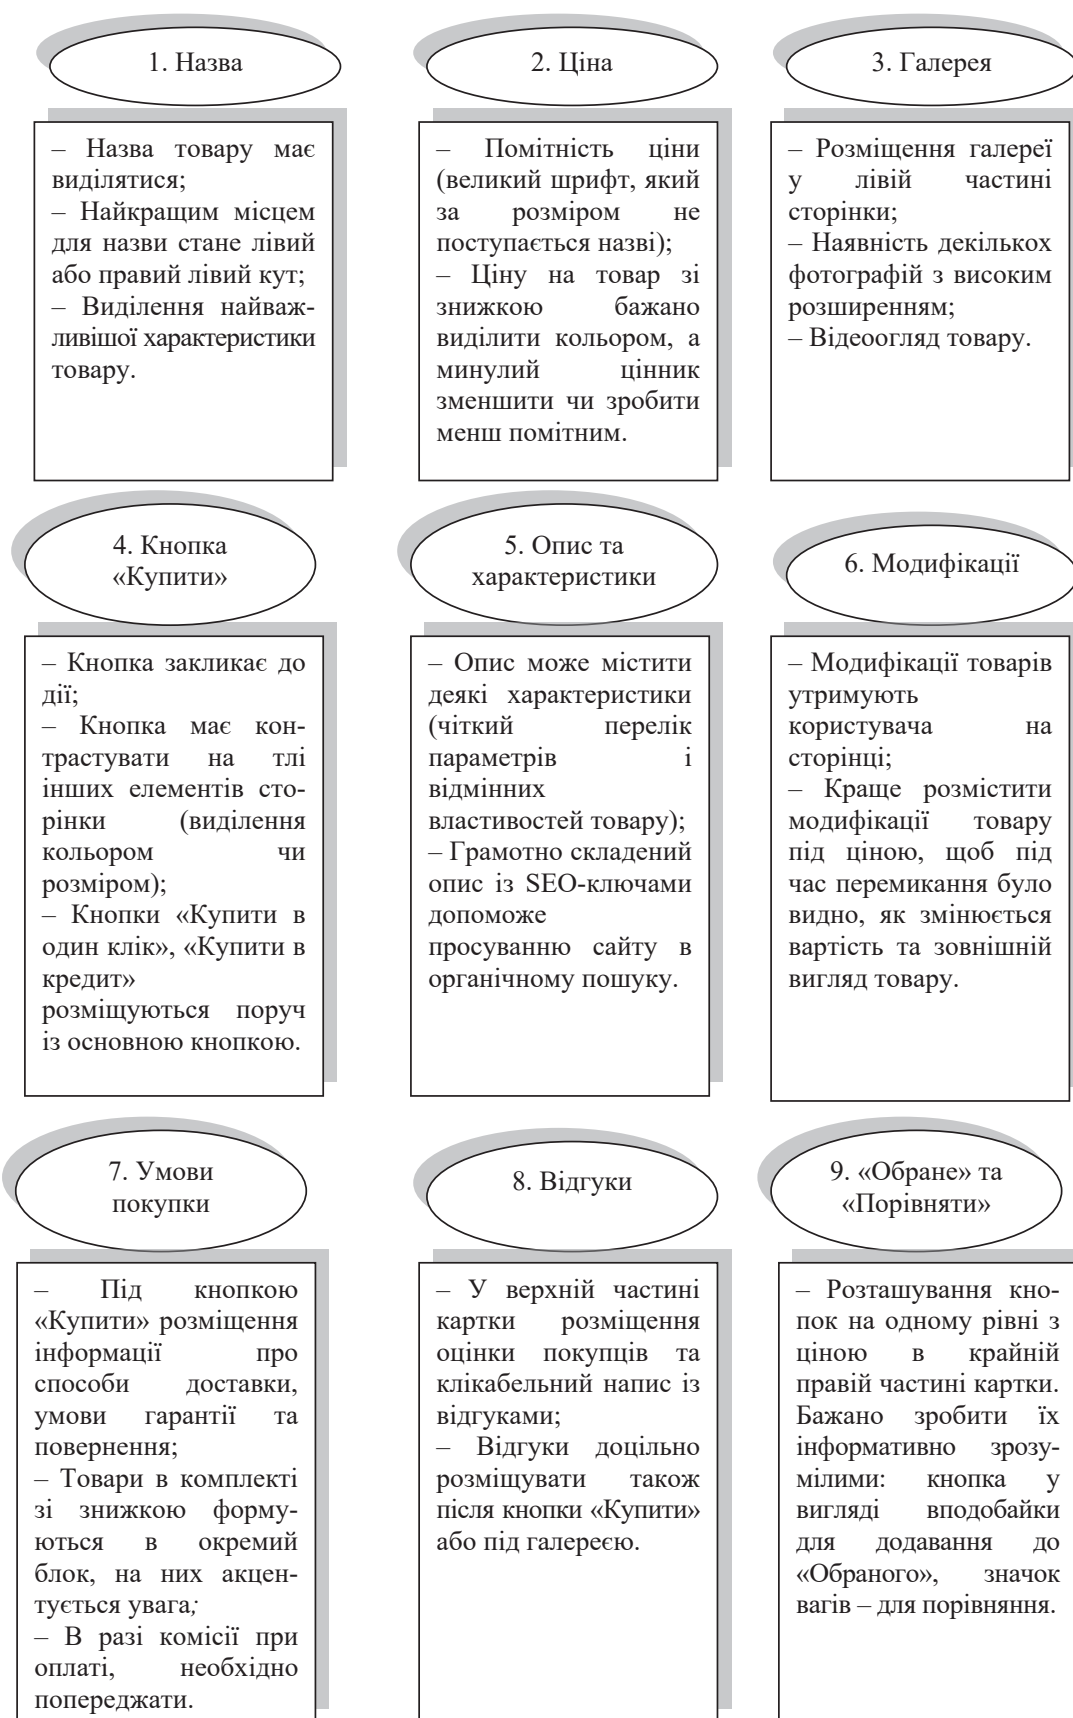 1. Назва
– Назва товару має
виділятися;
– Найкращим місцем
для назви стане лівий
або правий лівий кут;
– Виділення найваж-
ливішої характеристики
товару.
2. Ціна
– Помітність ціни
(великий шрифт, який
за розміром не
поступається назві);
– Ціну на товар зі
знижкою бажано
виділити кольором, а
минулий цінник
зменшити чи зробити
менш помітним.
3. Галерея
– Розміщення галереї
у лівій частині
сторінки;
– Наявність декількох
фотографій з високим
розширенням;
– Відеоогляд товару.
4. Кнопка
«Купити»
– Кнопка закликає до
дії;
– Кнопка має кон-
трастувати на тлі
інших елементів сто-
рінки (виділення
кольором чи
розміром);
– Кнопки «Купити в
один клік», «Купити в
кредит»
розміщуються поруч
із основною кнопкою.
5. Опис та
характеристики
– Опис може містити
деякі характеристики
(чіткий перелік
параметрів і
відмінних
властивостей товару);
– Грамотно складений
опис із SEO-ключами
допоможе
просуванню сайту в
органічному пошуку.
6. Модифікації
– Модифікації товарів
утримують
користувача на
сторінці;
– Краще розмістити
модифікації товару
під ціною, щоб під
час перемикання було
видно, як змінюється
вартість та зовнішній
вигляд товару.
7. Умови
покупки
– Під кнопкою
«Купити» розміщення
інформації про
способи доставки,
умови гарантії та
повернення;
– Товари в комплекті
зі знижкою форму-
ються в окремий
блок, на них акцен-
тується увага;
– В разі комісії при
оплаті, необхідно
попереджати.
8. Відгуки
– У верхній частині
картки розміщення
оцінки покупців та
клікабельний напис із
відгуками;
– Відгуки доцільно
розміщувати також
після кнопки «Купити»
або під галереєю.
9. «Обране» та
«Порівняти»
– Розташування кно-
пок на одному рівні з
ціною в крайній
правій частині картки.
Бажано зробити їх
інформативно зрозу-
мілими: кнопка у
вигляді вподобайки
для додавання до
«Обраного», значок
вагів – для порівняння.